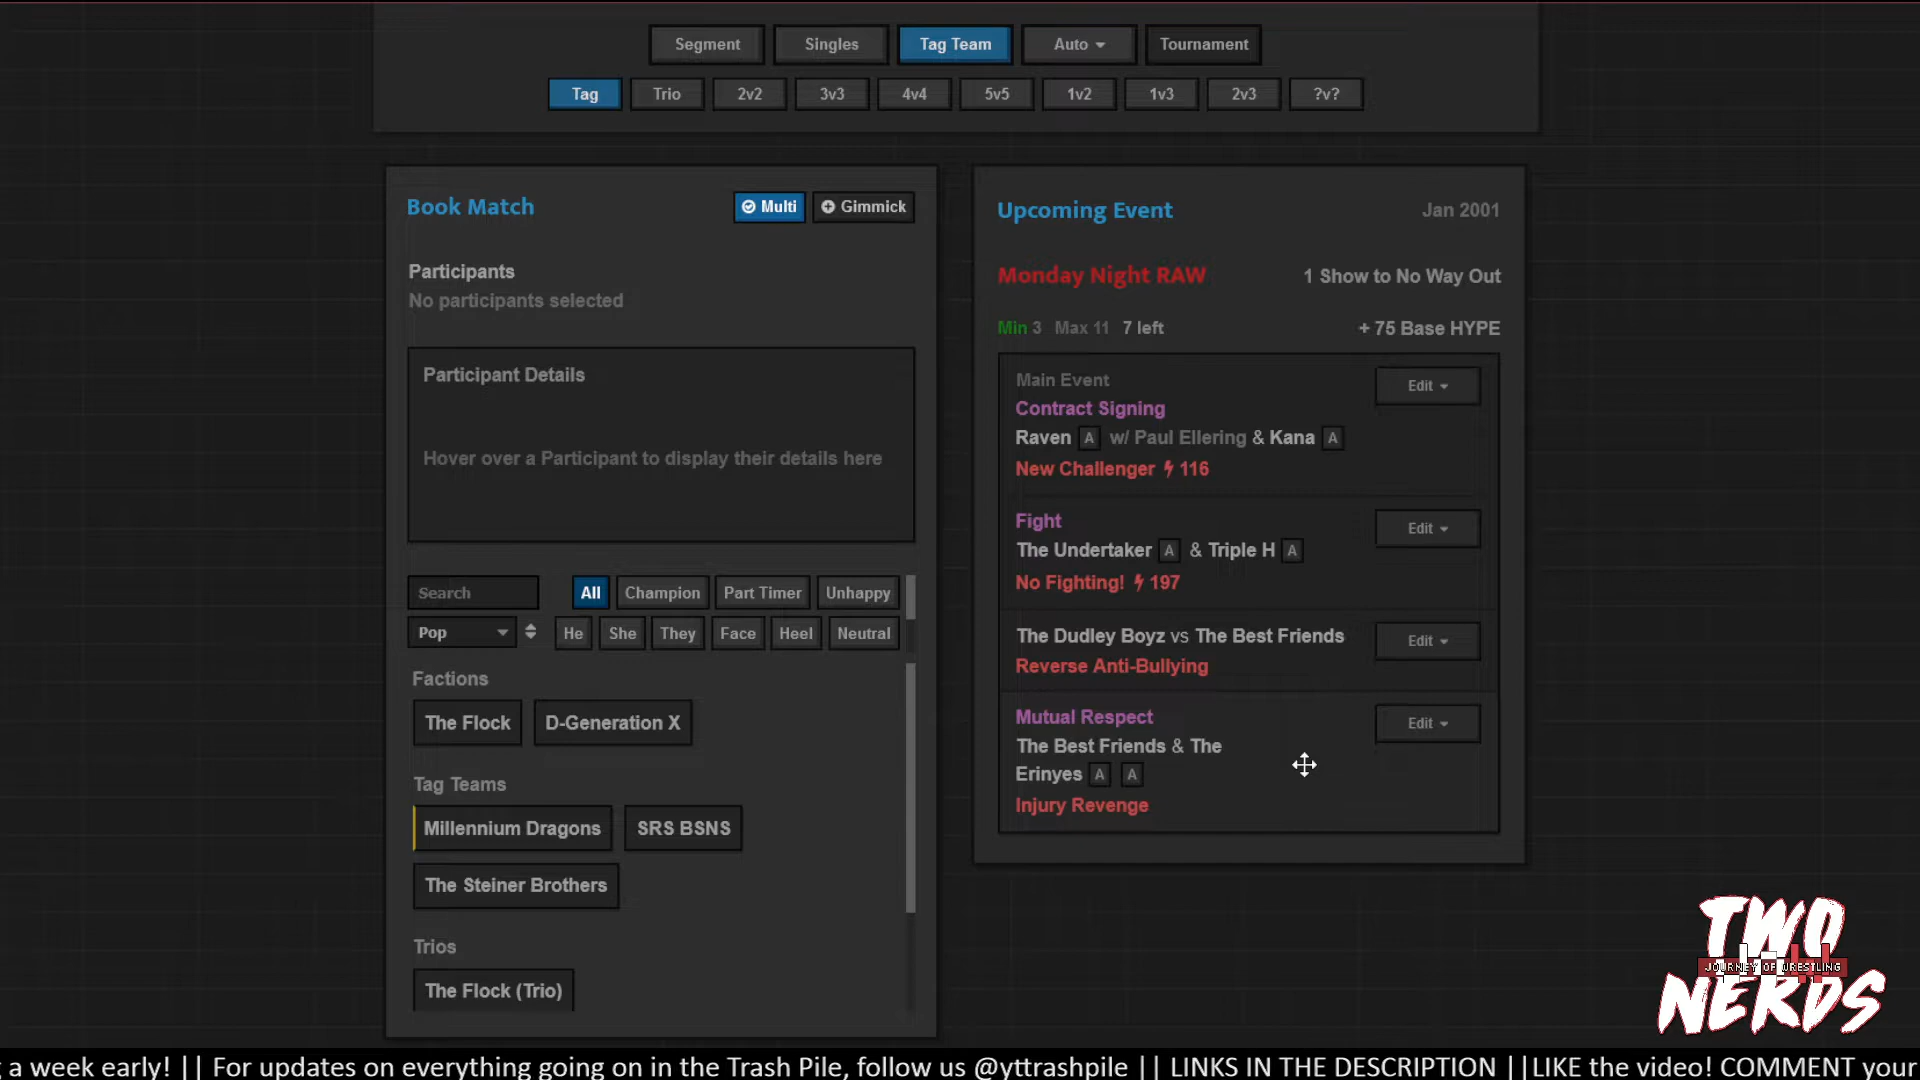 Segment Singles Tag Team Auto Tournament
Tag Trio 2v2 3v3 4v4 5v5 1v2 1v3 2v3 ?v?
Book Match Multi Gimmick
Participants
No participants selected
Participant Details
Hover over a Participant to display their details here
Search All Champion Part Timer Unhappy
Pop He She They Face Heel Neutral
Factions
The Flock D-Generation X
Tag Teams
Millennium Dragons SRS BSNS
The Steiner Brothers
Trios
The Flock (Trio)
Upcoming Event Jan 2001
Monday Night RAW 1 Show to No Way Out
Min 3 Max 11 7 left + 75 Base HYPE
Main Event Edit
Contract Signing
Raven A w/ Paul Ellering & Kana A
New Challenger 116
Fight Edit
The Undertaker A & Triple H A
No Fighting! 197
The Dudley Boyz vs The Best Friends Edit
Reverse Anti-Bullying
Mutual Respect Edit
The Best Friends & The
Erinyes A A
Injury Revenge
TWO
JOURNEY OF WRESTLING
NERDS
g a week early! || For updates on everything going on in the Trash Pile, follow us @yttrashpile || LINKS IN THE DESCRIPTION ||LIKE the video! COMMENT your